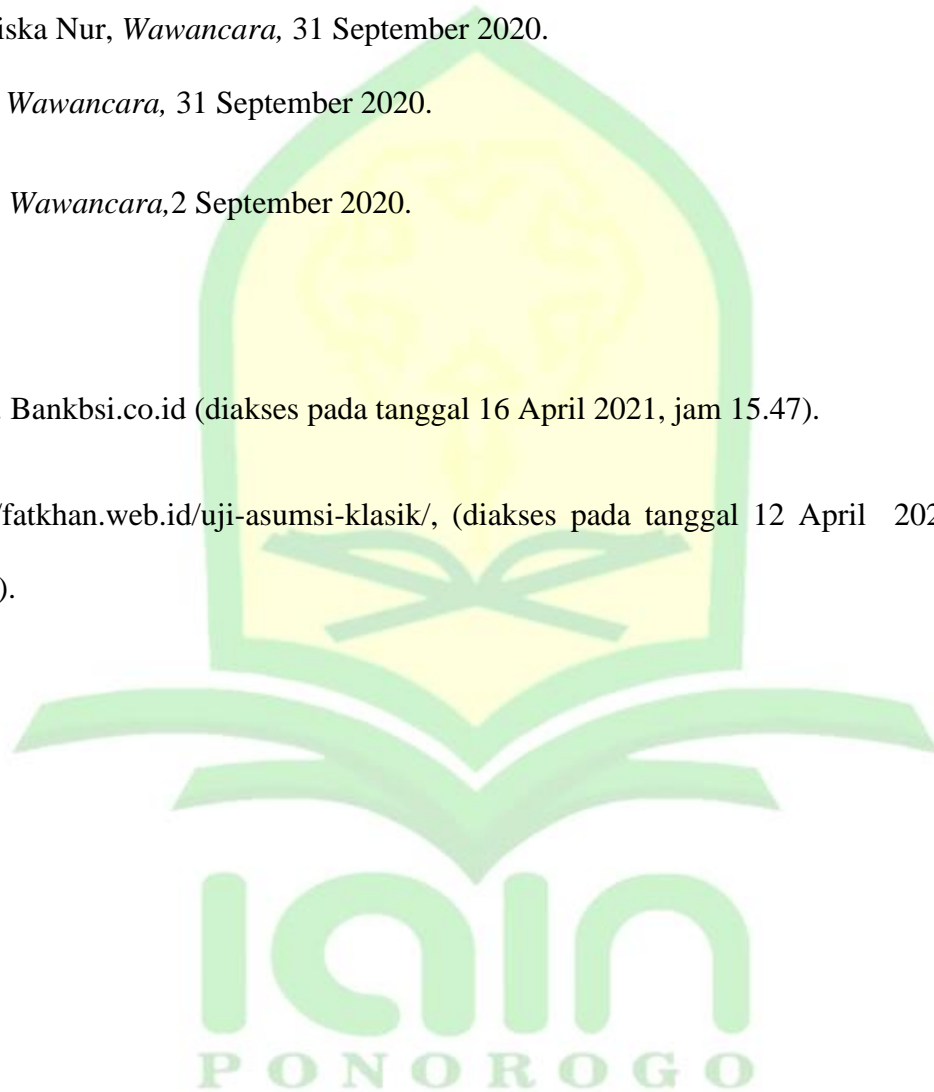 iska Nur, Wawancara, 31 September 2020.
Wawancara, 31 September 2020.
Wawancara,2 September 2020.
Bankbsi.co.id (diakses pada tanggal 16 April 2021, jam 15.47).
/fatkhan.web.id/uji-asumsi-klasik/, (diakses pada tanggal 12 April 202
).
IAIN
PONOROGO